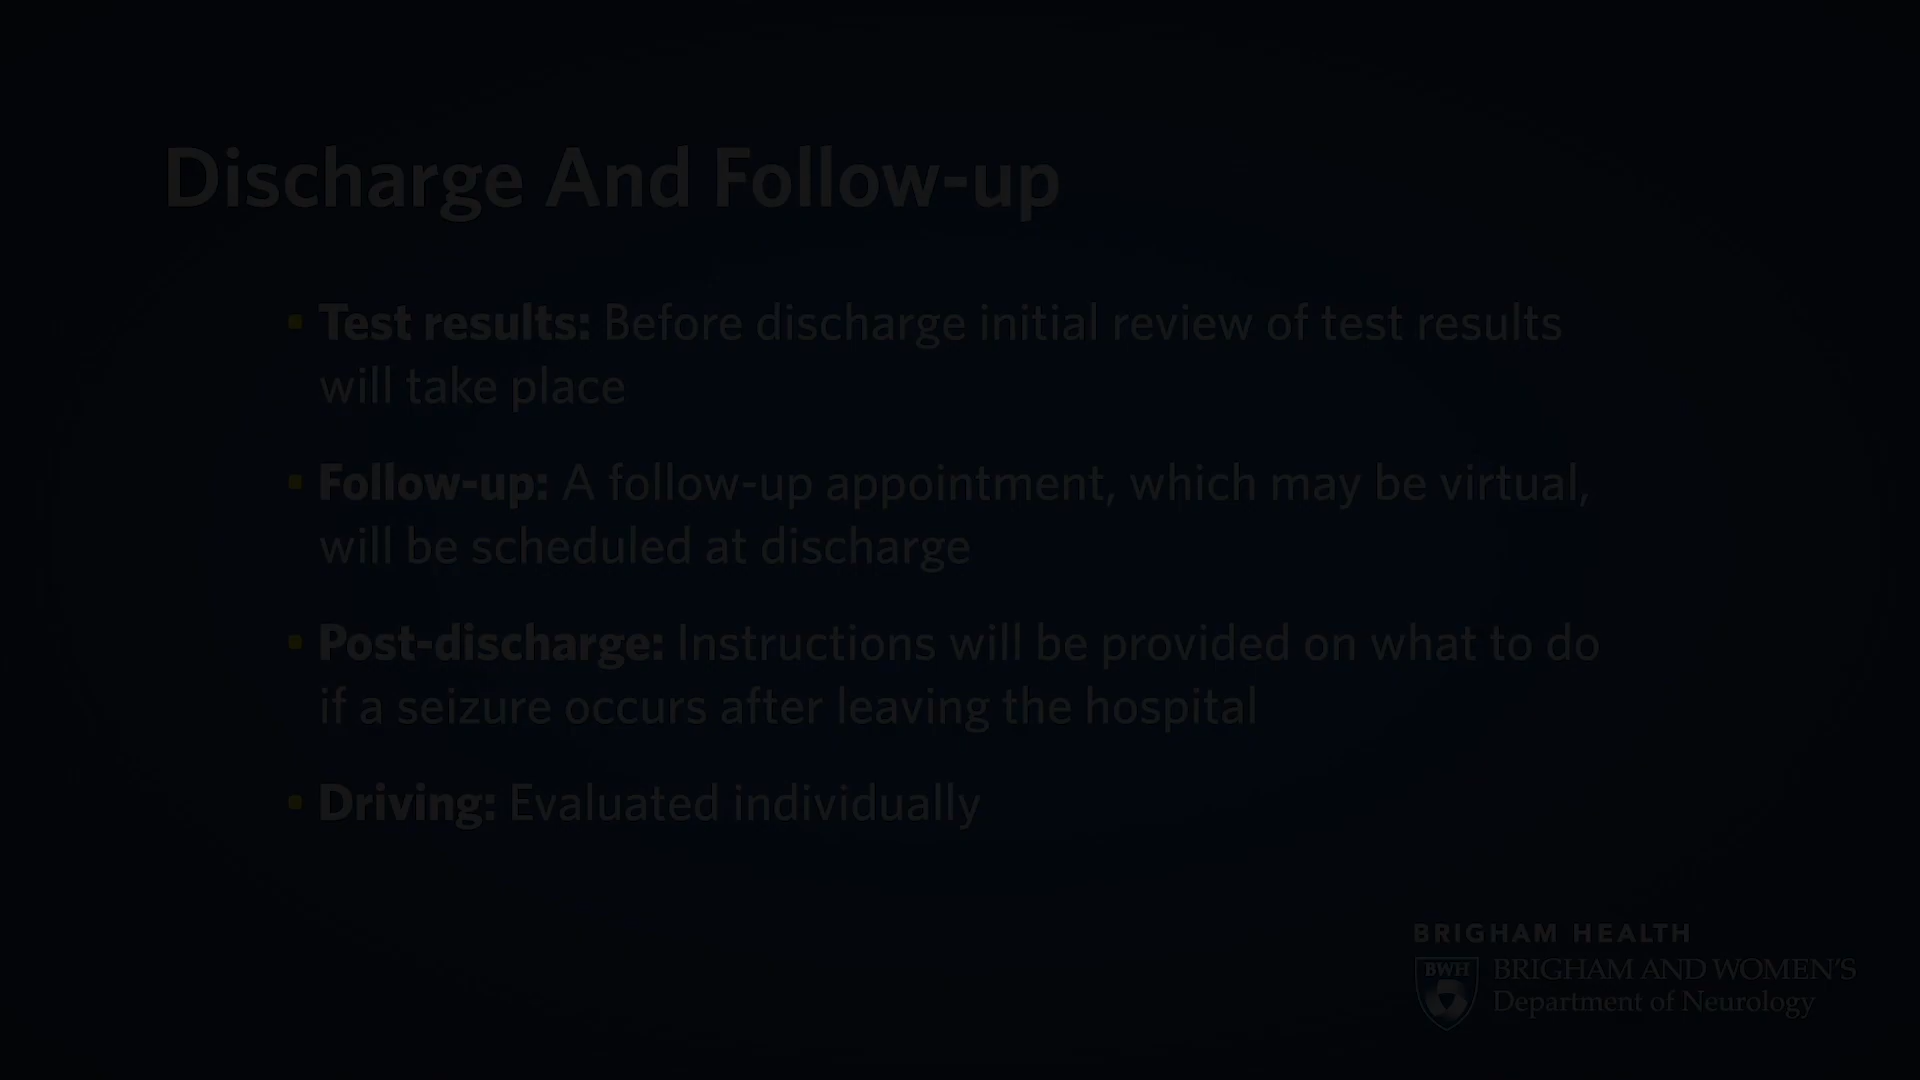 Discharge And Follow-up
▪ Test results: Before discharge initial review of test results
will take place
▪ Follow-up: A follow-up appointment, which may be virtual,
will be scheduled at discharge
▪ Post-discharge: Instructions will be provided on what to do
if a seizure occurs after leaving the hospital
▪ Driving: Evaluated individually
BRIGHAM HEALTH
BWH
BRIGHAM AND WOMEN'S
Department of Neurology